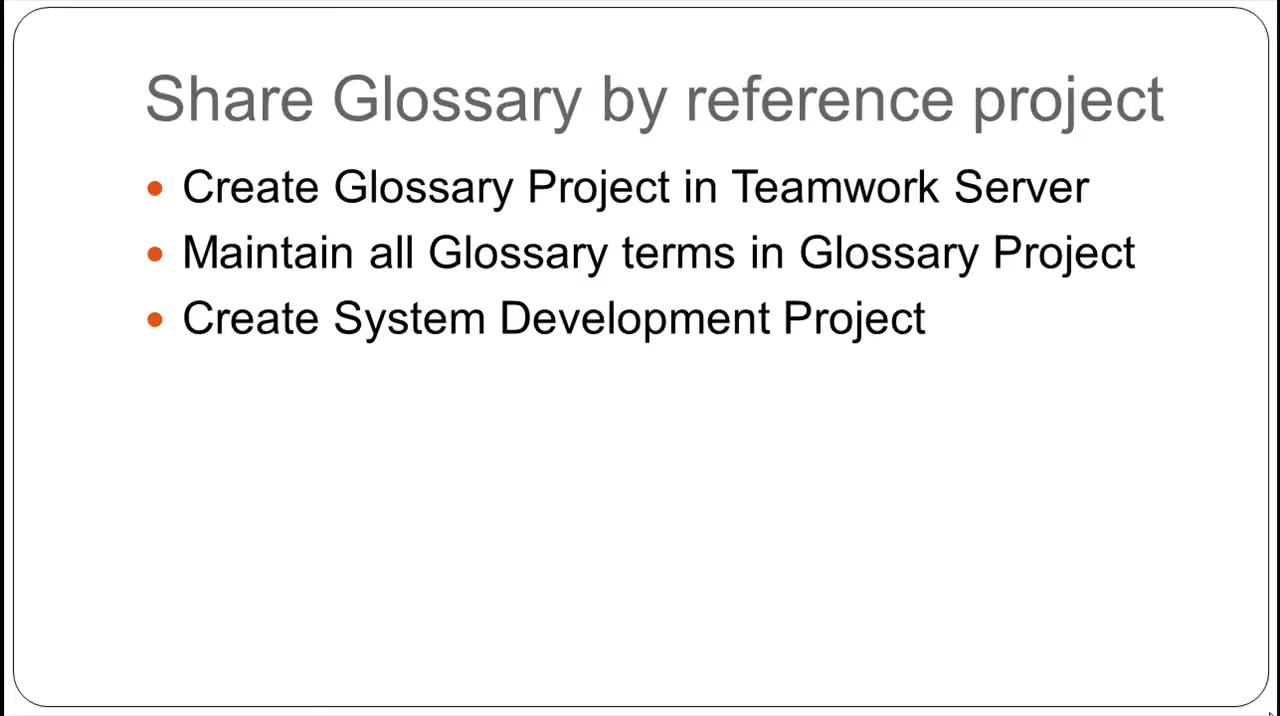 Share Glossary by reference project
Create Glossary Project in Teamwork Server
Maintain all Glossary terms in Glossary Project
Create System Development Project